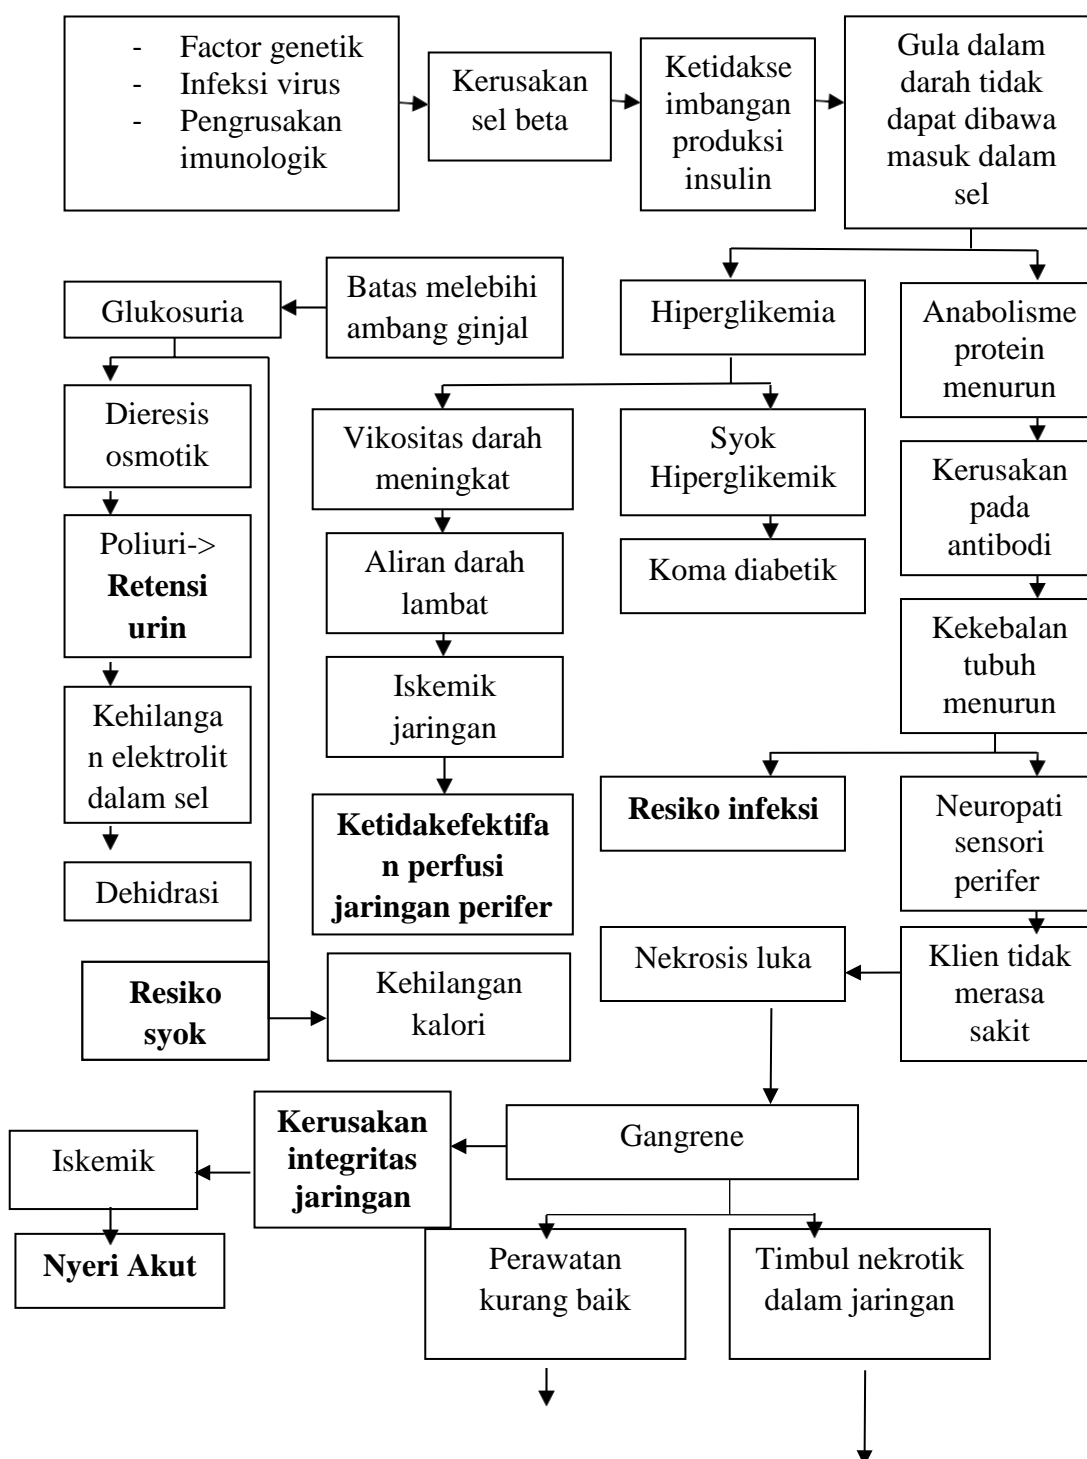 - Factor genetik
- Infeksi virus
- Pengrusakan
imunologik
Kerusakan
sel beta
Ketidakse
imbangan
produksi
insulin
Gula dalam
darah tidak
dapat dibawa
masuk dalam
sel
Glukosuria
Batas melebihi
ambang ginjal
Hiperglikemia
Anabolisme
protein
menurun
Dieresis
osmotik
Vikositas darah
meningkat
Syok
Hiperglikemik
Kerusakan
pada
antibodi
Poliuri->
Retensi
urin
Aliran darah
lambat
Koma diabetik
Kekebalan
tubuh
menurun
Kehilanga
n elektrolit
dalam sel
Iskemik
jaringan
Resiko infeksi
Neuropati
sensori
perifer
Dehidrasi
Ketidakefektifa
n perfusi
jaringan perifer
Nekrosis luka
Klien tidak
merasa
sakit
Resiko
syok
Kehilangan
kalori
Iskemik
Kerusakan
integritas
jaringan
Gangrene
Nyeri Akut
Perawatan
kurang baik
Timbul nekrotik
dalam jaringan